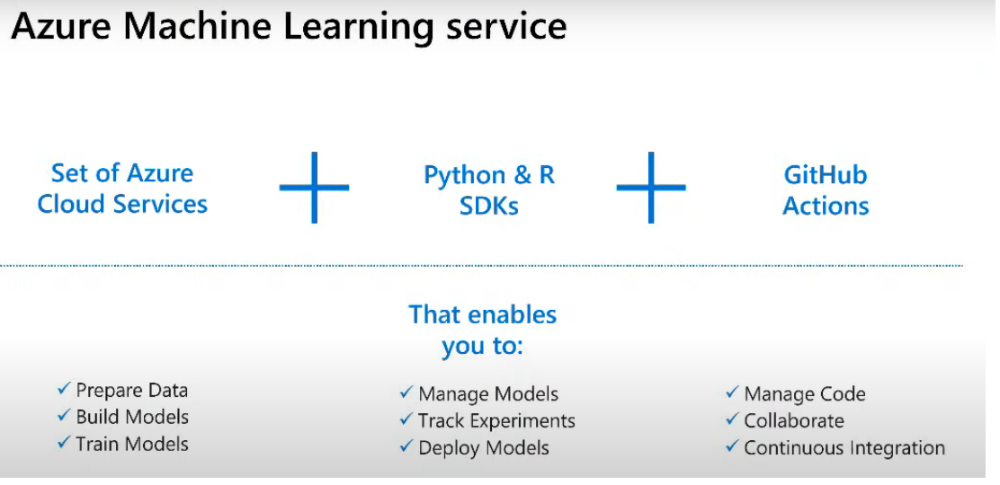 Azure Machine Learning service
Set of Azure
Cloud Services
Python & R
SDKs
GitHub
Actions
That enables
you to:
✓ Prepare Data
✓ Build Models
✓ Train Models
✓ Manage Models
✓ Track Experiments
✓ Deploy Models
✓ Manage Code
✓ Collaborate
✓ Continuous Integration